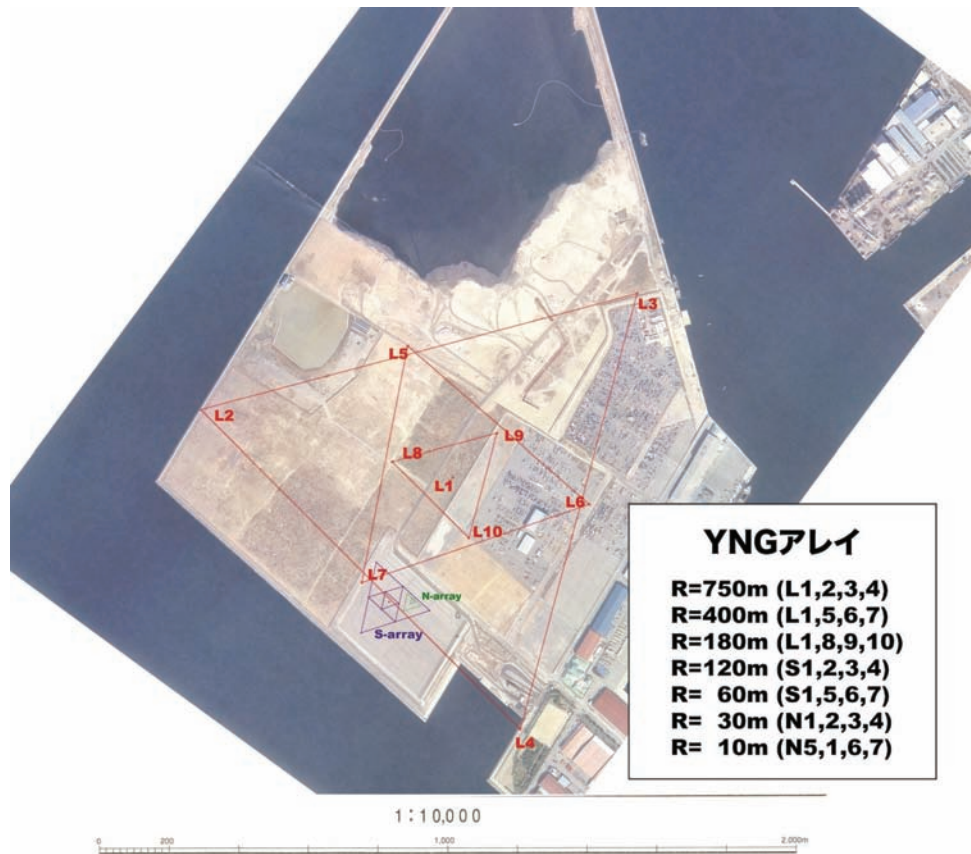 L3
L5
L2
L9
L8
L1
L6
L10
L7
N-array
S-array
L4
YNGアレイ
R=750m (L1,2,3,4)
R=400m (L1,5,6,7)
R=180m (L1,8,9,10)
R=120m (S1,2,3,4)
R= 60m (S1,5,6,7)
R= 30m (N1,2,3,4)
R= 10m (N5,1,6,7)
1:10,000
0 200 1,000 2,000m